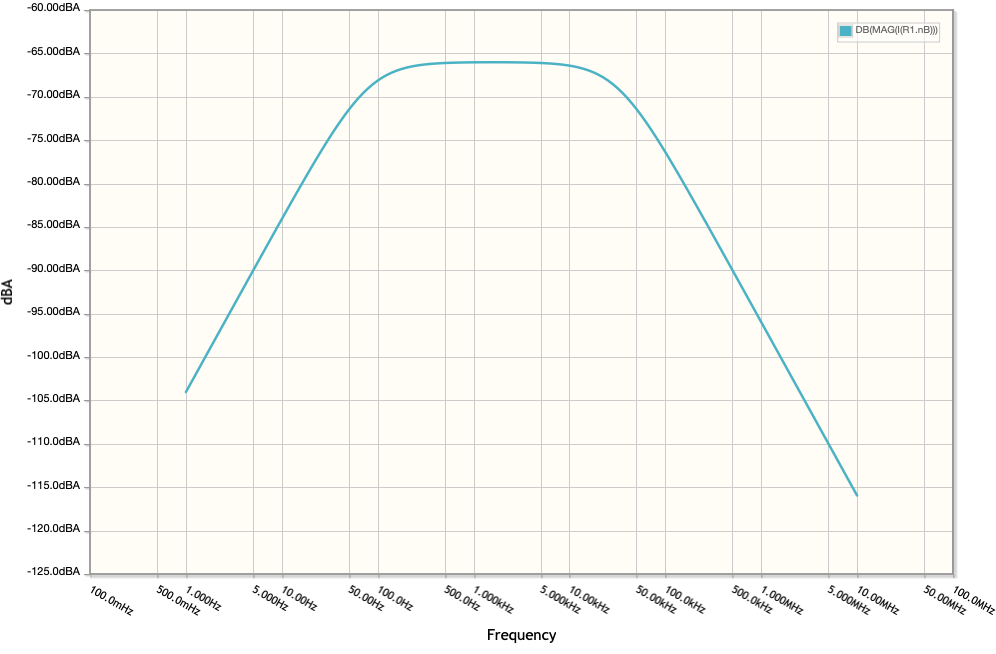 -60.00dBA
DB(MAG(I(R1.nB)))
-65.00dBA
-70.00dBA
-75.00dBA
-80.00dBA
-85.00dBA
-90.00dBA
dBA
-95.00dBA
-100.0dBA
-105.0dBA
-110.0dBA
-115.0dBA
-120.0dBA
-125.0dBA
100.0mHz
500.0mHz
1.000Hz
5.000Hz
10.00Hz
50.00Hz
100.0Hz
500.0Hz
1.000kHz
5.000kHz
10.00kHz
50.00kHz
100.0kHz
500.0kHz
1.000MHz
5.000MHz
10.00MHz
50.00MHz
100.0MHz
Frequency